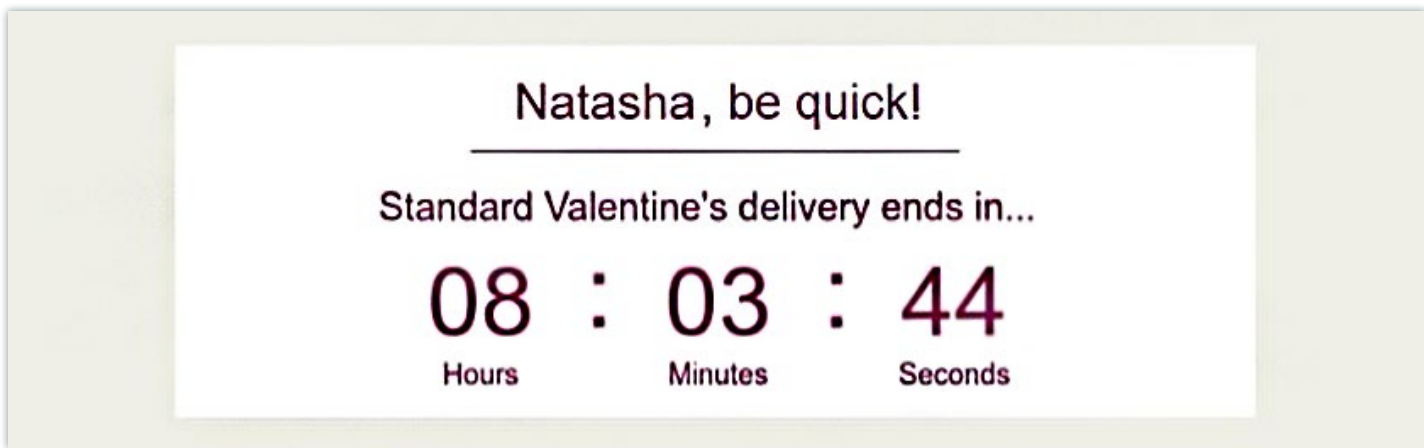 Natasha, be quick!
Standard Valentine's delivery ends in...
08 : 03 : 44
Hours Minutes Seconds